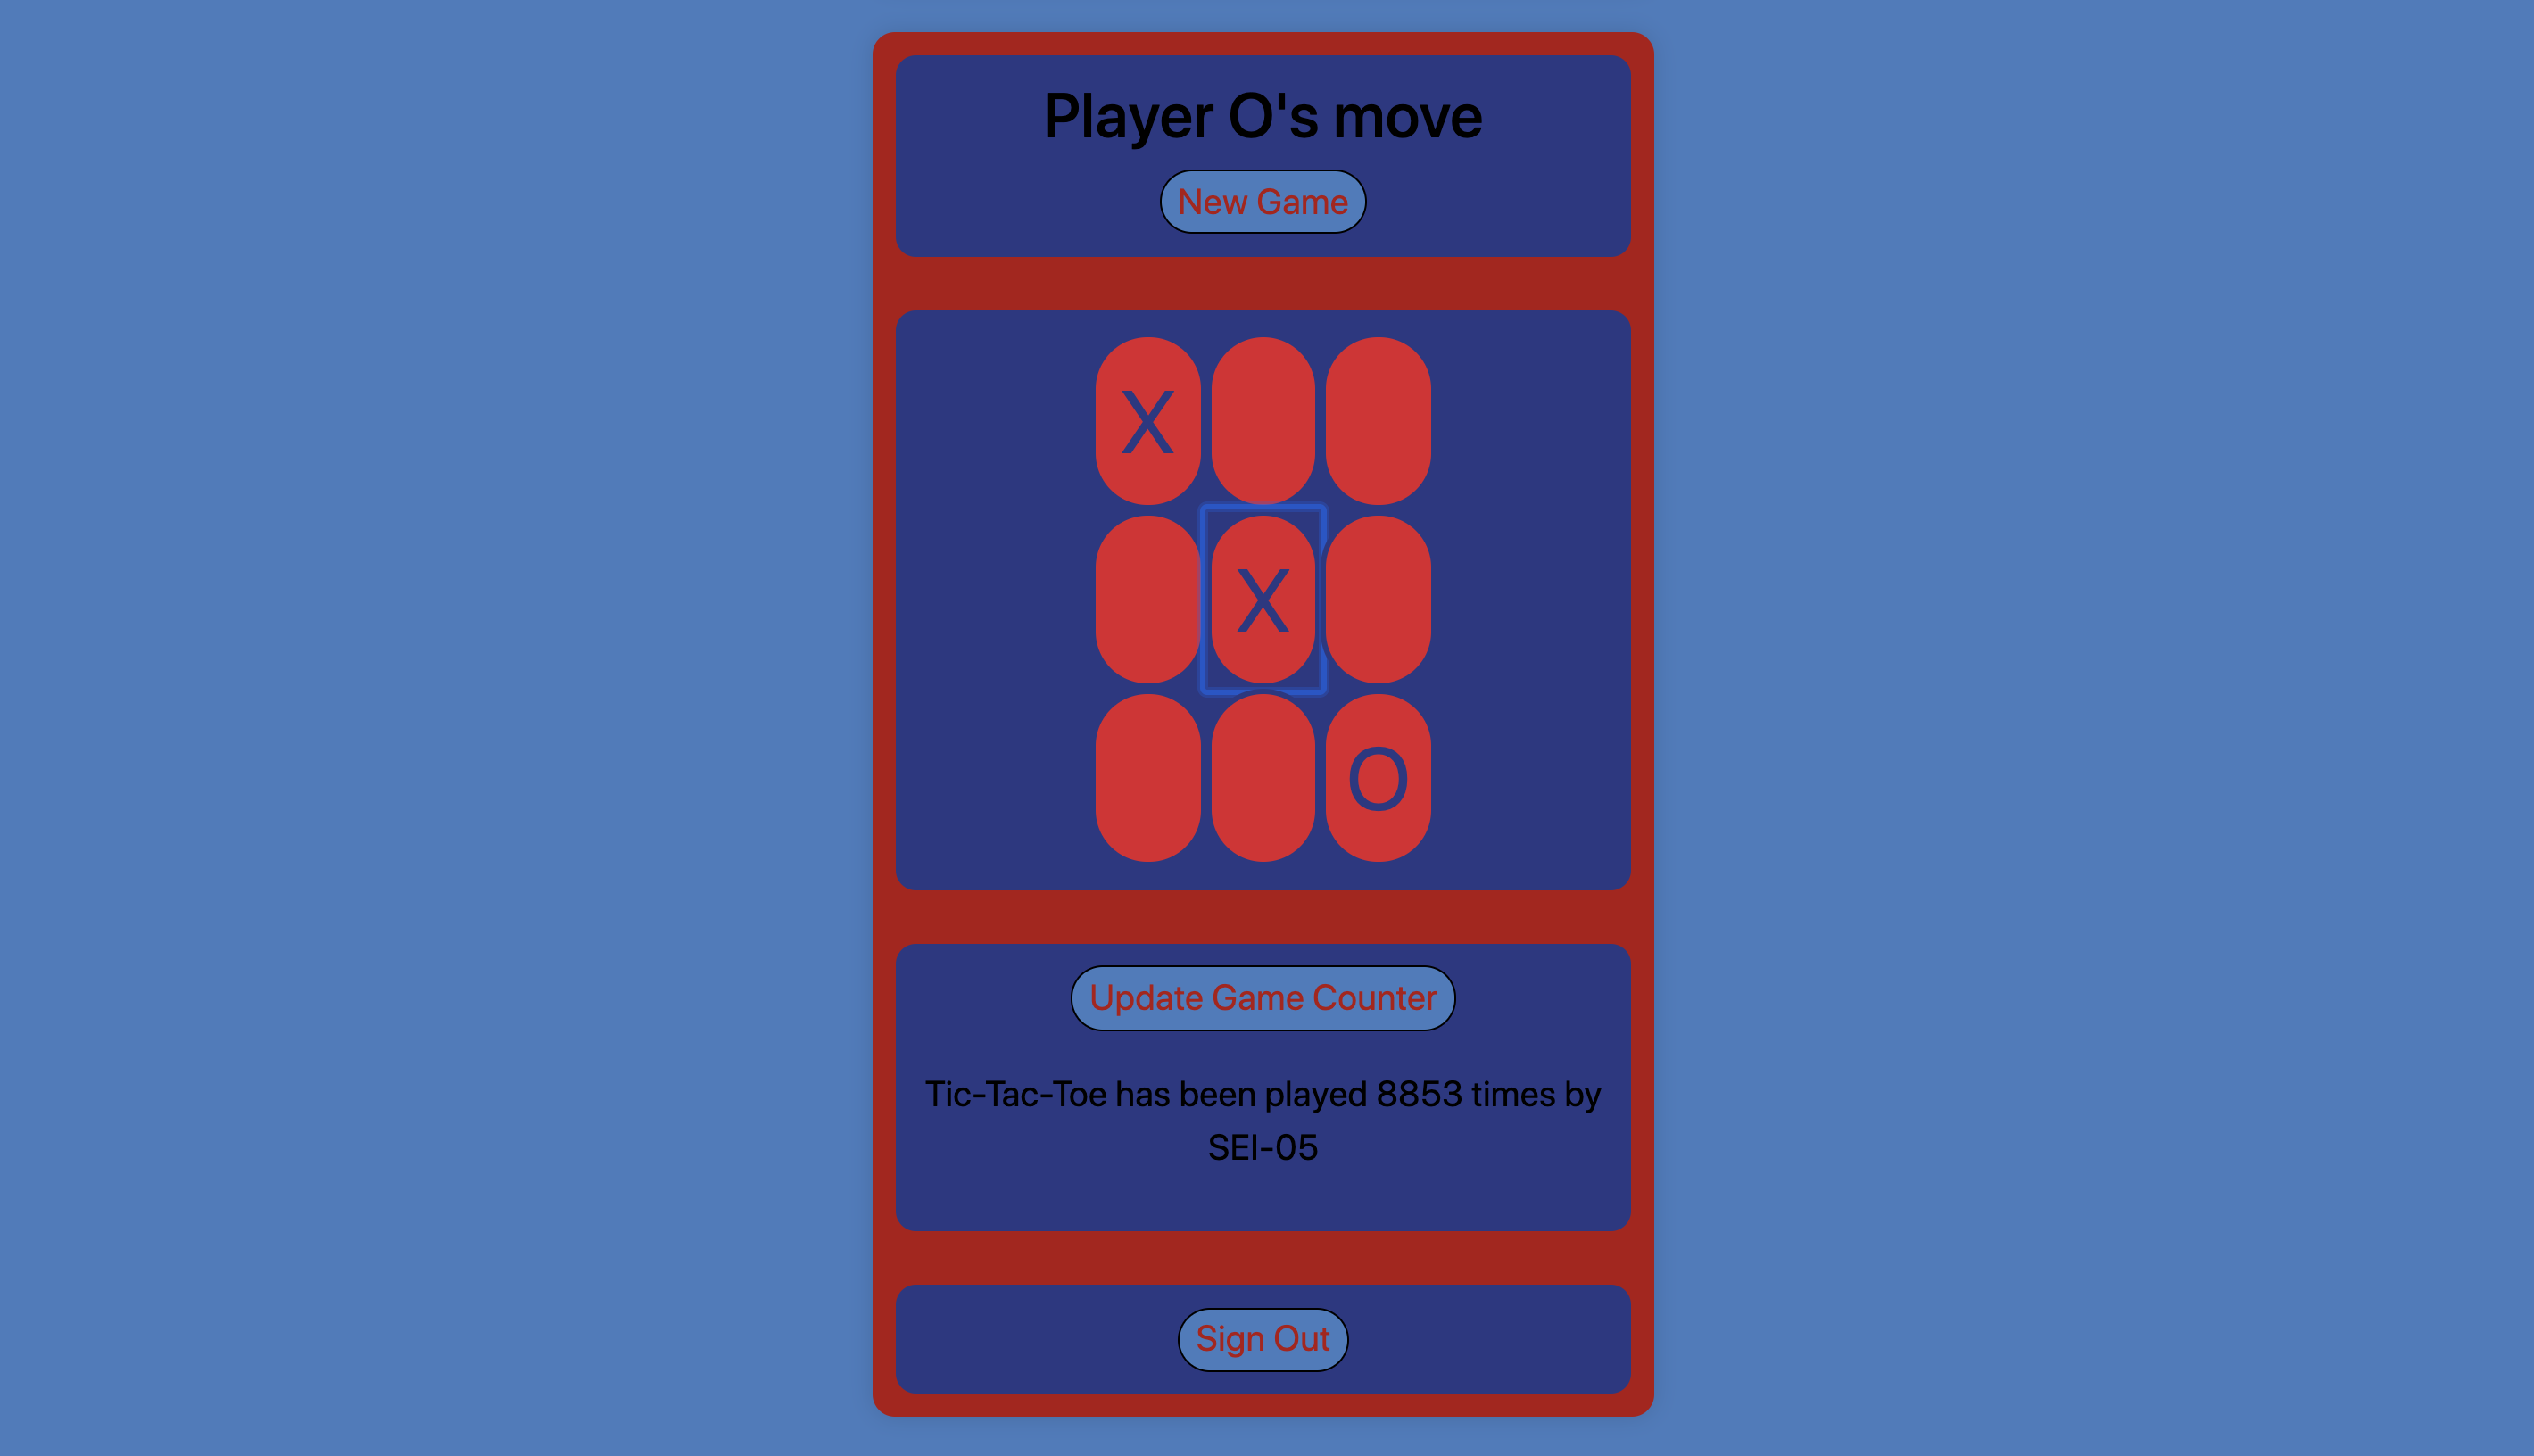 Player O's move
New Game
X
X
O
Update Game Counter
Tic-Tac-Toe has been played 8853 times by
SEI-05
Sign Out